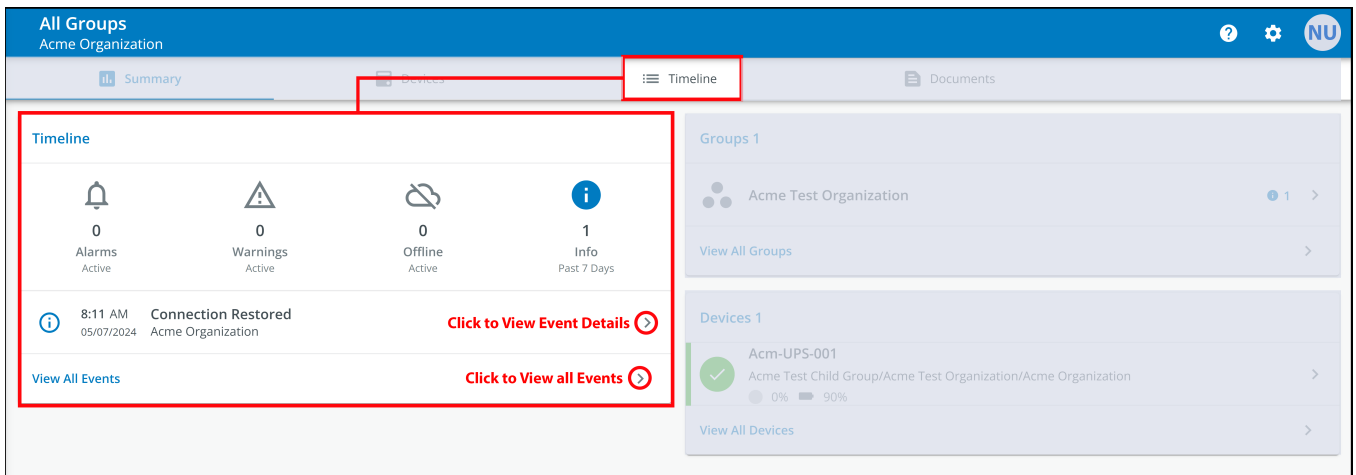 All Groups
Acme Organization
NU
Summary
Devices
Timeline
Documents
Timeline
0
Alarms
Active
0
Warnings
Active
0
Offline
Active
1
Info
Past 7 Days
8:11 AM
05/07/2024
Connection Restored
Acme Organization
Click to View Event Details
View All Events
Click to View all Events
Groups 1
Acme Test Organization
1
View All Groups
Devices 1
Acm-UPS-001
Acme Test Child Group/Acme Test Organization/Acme Organization
0% 90%
View All Devices